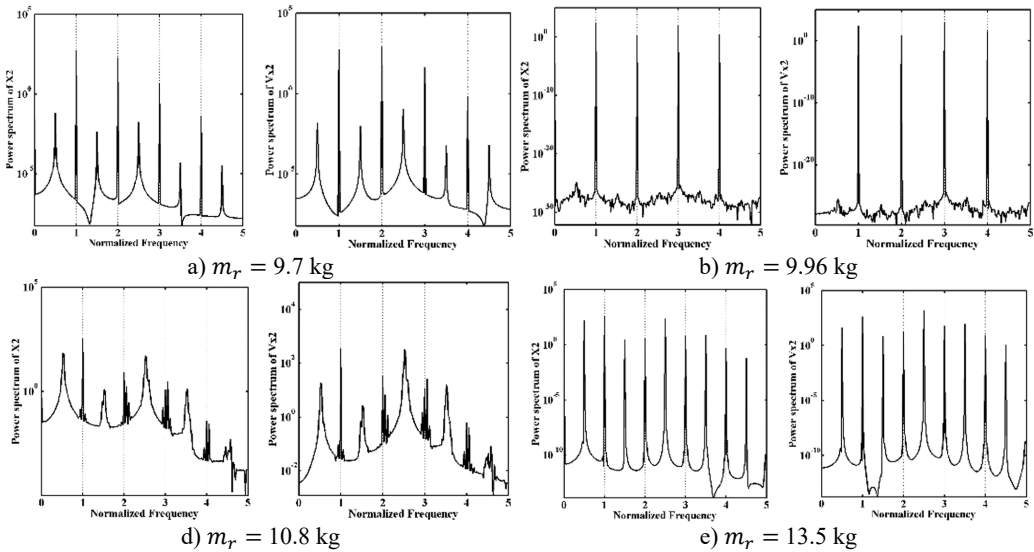 10^5
10^0
10^5
Power spectrum of X2
0 1 2 3 4 5
Normalized Frequency
10^5
10^0
10^5
Power spectrum of Vx2
0 1 2 3 4 5
Normalized Frequency
a) m_r = 9.7 kg
10^0
10^-10
10^-20
10^-30
Power spectrum of X2
0 1 2 3 4 5
Normalized Frequency
10^0
10^-10
10^-20
Power spectrum of Vx2
0 1 2 3 4 5
Normalized Frequency
b) m_r = 9.96 kg
10^5
10^0
Power spectrum of X2
0 1 2 3 4 5
Normalized Frequency
10^4
10^2
10^0
10^-2
Power spectrum of Vx2
0 1 2 3 4 5
Normalized Frequency
d) m_r = 10.8 kg
10^5
10^0
10^-5
10^-10
Power spectrum of X2
0 1 2 3 4 5
Normalized Frequency
10^5
10^0
10^-5
10^-10
Power spectrum of Vx2
0 1 2 3 4 5
Normalized Frequency
e) m_r = 13.5 kg